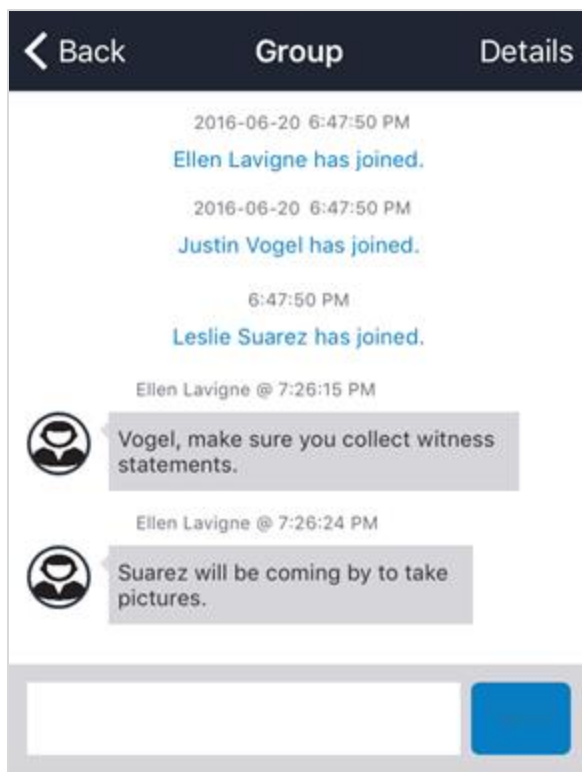 Back Group Details
2016-06-20 6:47:50 PM
Ellen Lavigne has joined.
2016-06-20 6:47:50 PM
Justin Vogel has joined.
6:47:50 PM
Leslie Suarez has joined.
Ellen Lavigne @ 7:26:15 PM
Vogel, make sure you collect witness
statements.
Ellen Lavigne @ 7:26:24 PM
Suarez will be coming by to take
pictures.